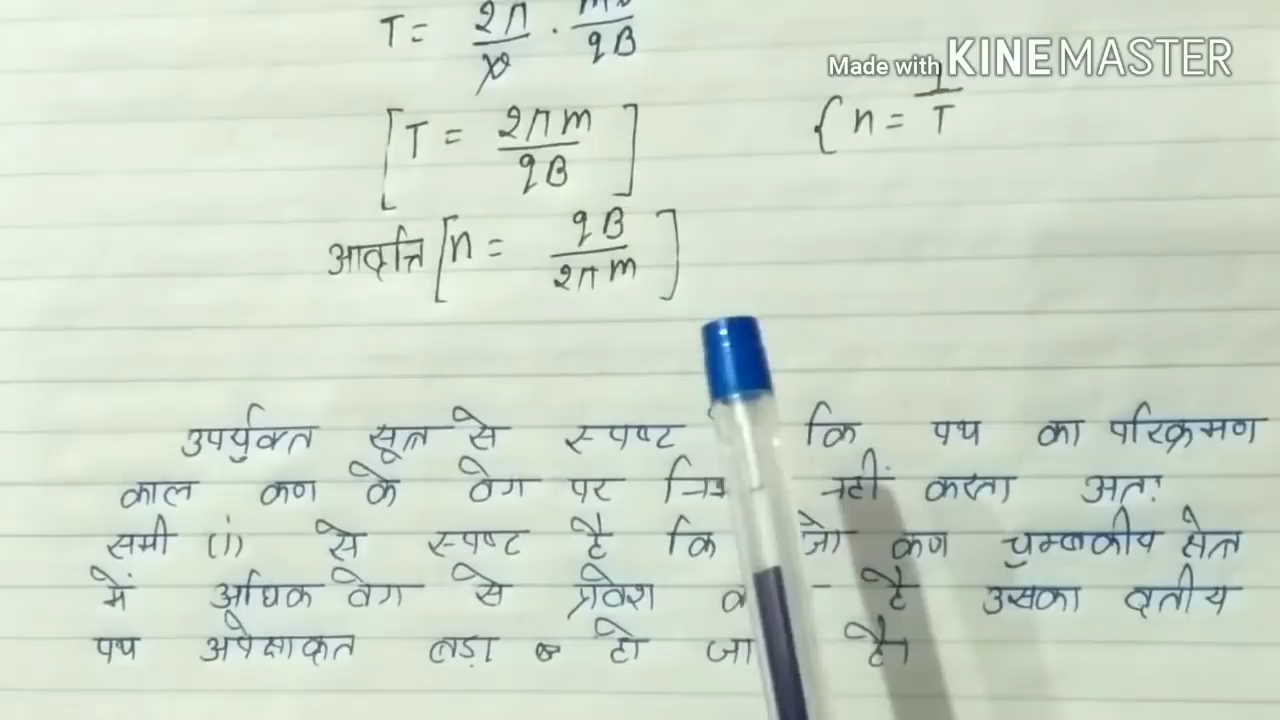 T = 2π/v · mv/qB
Made with KINEMASTER
[T = 2πm/qB] {n = 1/T
आवृत्ति [n = qB/2πm]
उपर्युक्त सूत्र से स्पष्ट कि पथ का परिक्रमण
काल कण के वेग पर नहीं करता अतः
समी (i) से स्पष्ट है कि जो कण चुम्बकीय क्षेत्र
में अधिक वेग से प्रवेश है उसका वृतीय
पथ अपेक्षाकृत बड़ा हो जा है।